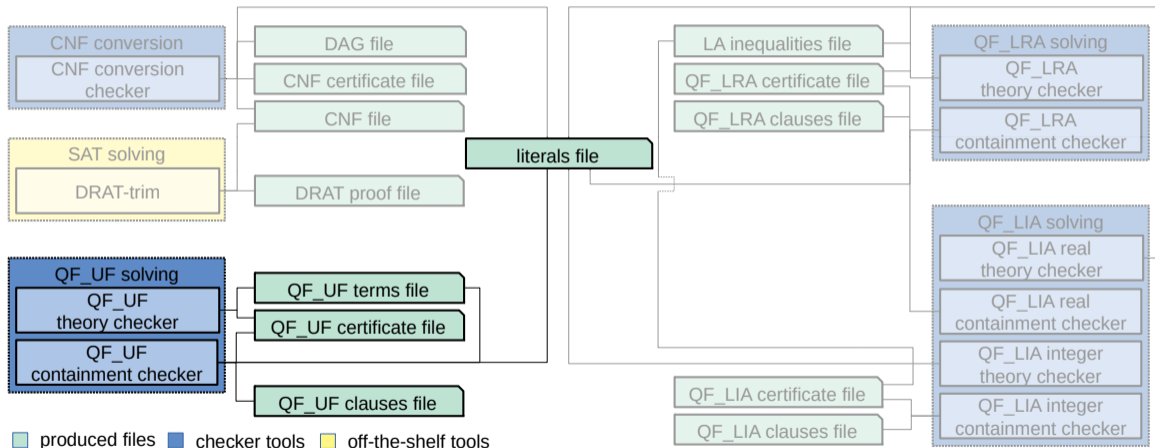 CNF conversion
CNF conversion
checker
DAG file
CNF certificate file
CNF file
SAT solving
DRAT-trim
DRAT proof file
literals file
QF_UF solving
QF_UF
theory checker
QF_UF
containment checker
QF_UF terms file
QF_UF certificate file
QF_UF clauses file
LA inequalities file
QF_LRA certificate file
QF_LRA clauses file
QF_LRA solving
QF_LRA
theory checker
QF_LRA
containment checker
QF_LIA solving
QF_LIA real
theory checker
QF_LIA real
containment checker
QF_LIA integer
theory checker
QF_LIA integer
containment checker
QF_LIA certificate file
QF_LIA clauses file
produced files
checker tools
off-the-shelf tools